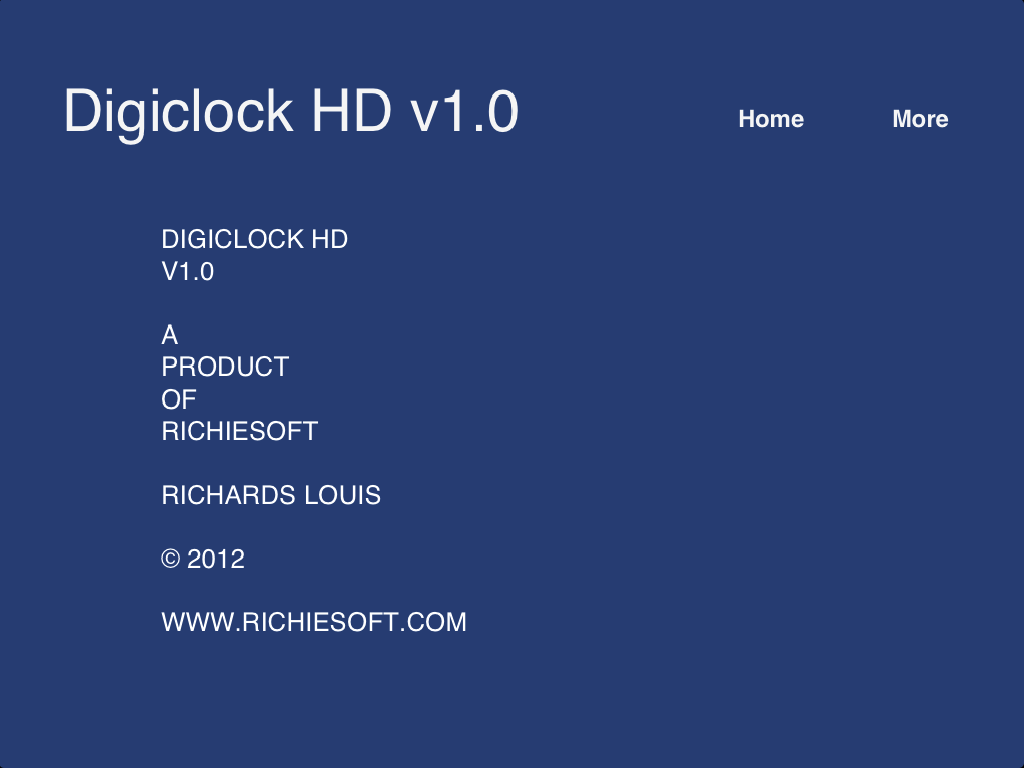 Digiclock HD v1.0
Home
More
DIGICLOCK HD
V1.0
A
PRODUCT
OF
RICHIESOFT
RICHARDS LOUIS
© 2012
WWW.RICHIESOFT.COM